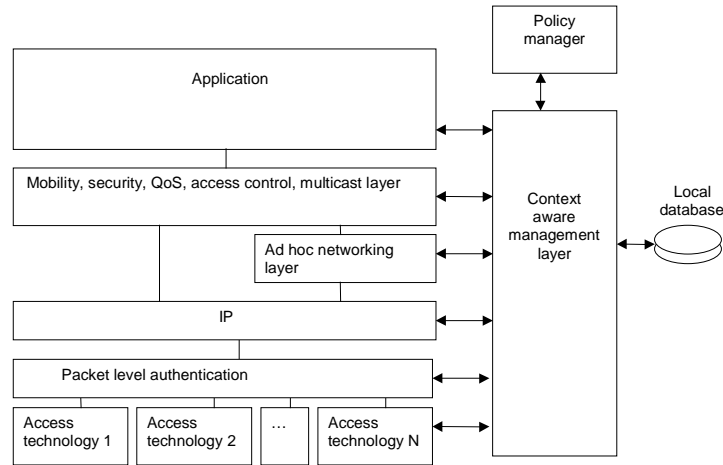 Policy
manager
Application
Mobility, security, QoS, access control, multicast layer
Context
aware
management
layer
Local
database
Ad hoc networking
layer
IP
Packet level authentication
Access
technology 1
Access
technology 2
...
Access
technology N